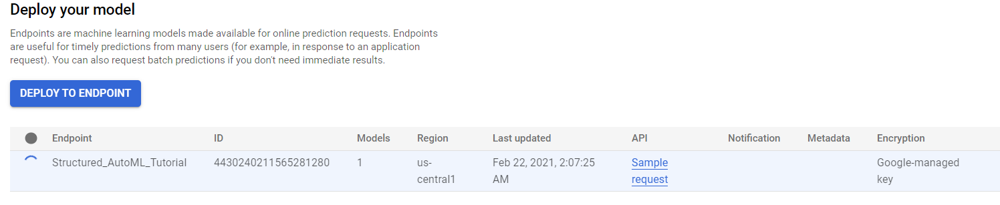 Deploy your model
Endpoints are machine learning models made available for online prediction requests. Endpoints
are useful for timely predictions from many users (for example, in response to an application
request). You can also request batch predictions if you don't need immediate results.
DEPLOY TO ENDPOINT
Endpoint ID Models Region Last updated API Notification Metadata Encryption
Structured_AutoML_Tutorial 4430240211565281280 1 us- Feb 22, 2021, 2:07:25 Sample Google-managed
central1 AM request key